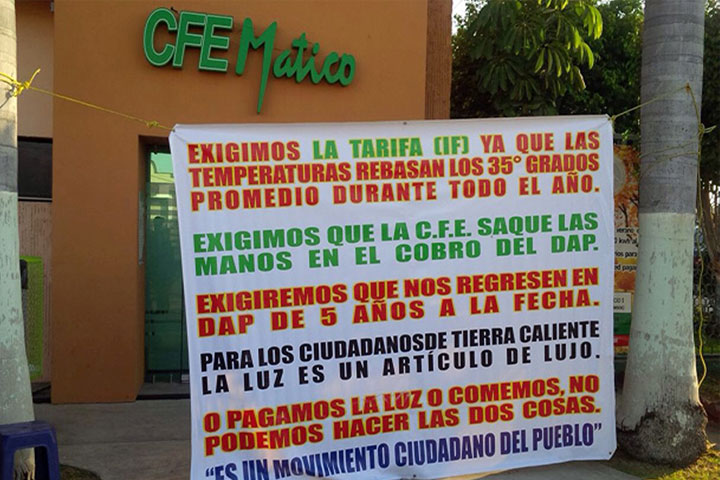 CFE Matico
EXIGIMOS LA TARIFA (IF) YA QUE LAS
TEMPERATURAS REBASAN LOS 35° GRADOS
PROMEDIO DURANTE TODO EL AÑO.
EXIGIMOS QUE LA C.F.E. SAQUE LAS
MANOS EN EL COBRO DEL DAP.
EXIGIREMOS QUE NOS REGRESEN EN
DAP DE 5 AÑOS A LA FECHA.
PARA LOS CIUDADANOS DE TIERRA CALIENTE
LA LUZ ES UN ARTÍCULO DE LUJO.
O PAGAMOS LA LUZ O COMEMOS, NO
PODEMOS HACER LAS DOS COSAS.
"ES UN MOVIMIENTO CIUDADANO DEL PUEBLO"